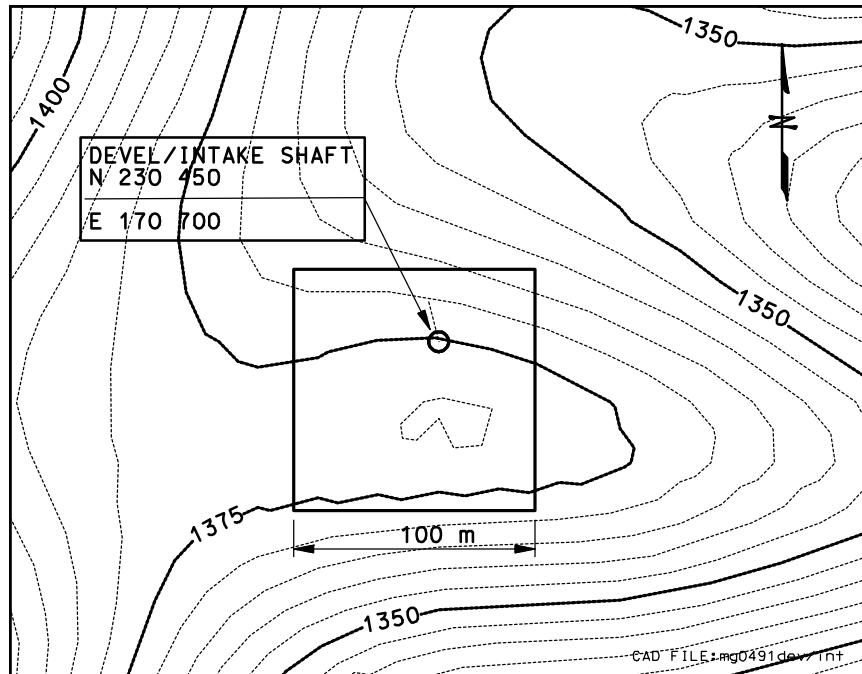 1350
1400
N
DEVEL/INTAKE SHAFT
N 230 450
E 170 700
1350
1375
100 m
1350
CAD FILE:mg0491dev/int